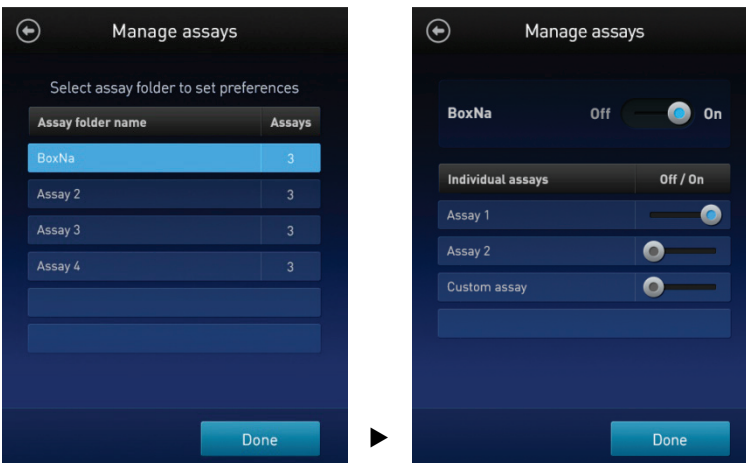 Manage assays
Select assay folder to set preferences
Assay folder name Assays
BoxNa 3
Assay 2 3
Assay 3 3
Assay 4 3
Done
Manage assays
BoxNa Off On
Individual assays Off / On
Assay 1
Assay 2
Custom assay
Done